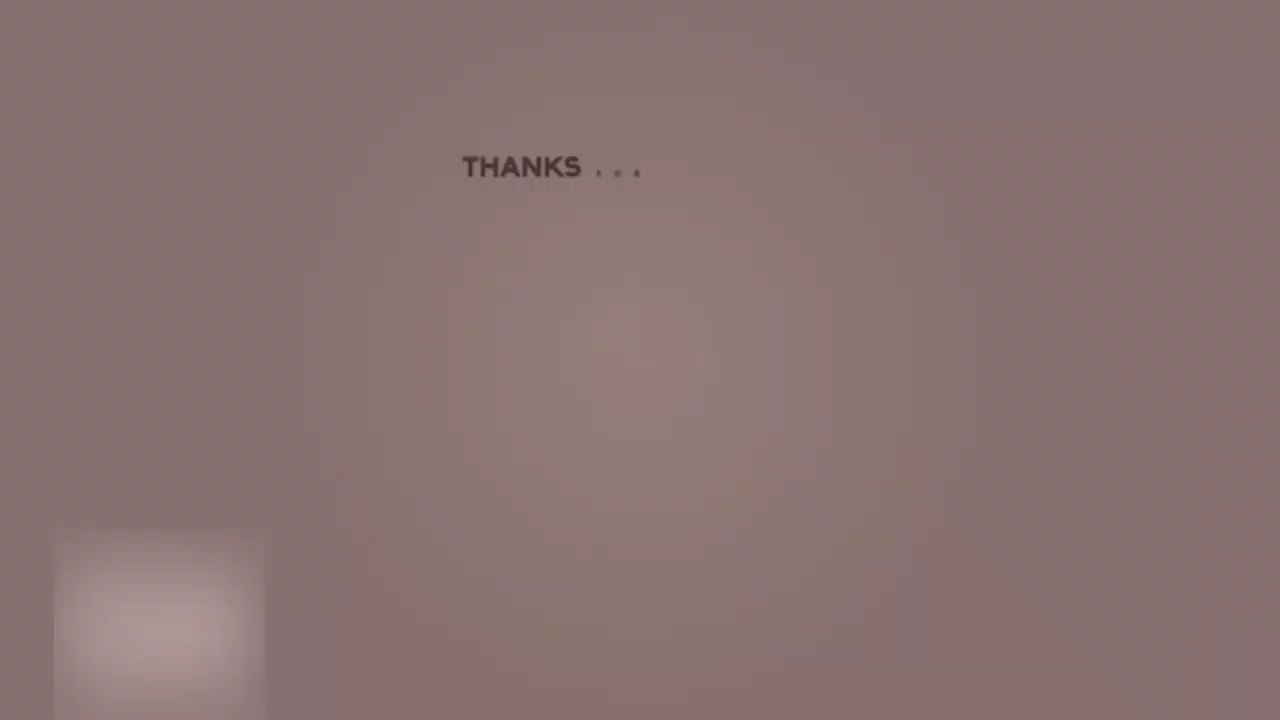 THANKS . . .